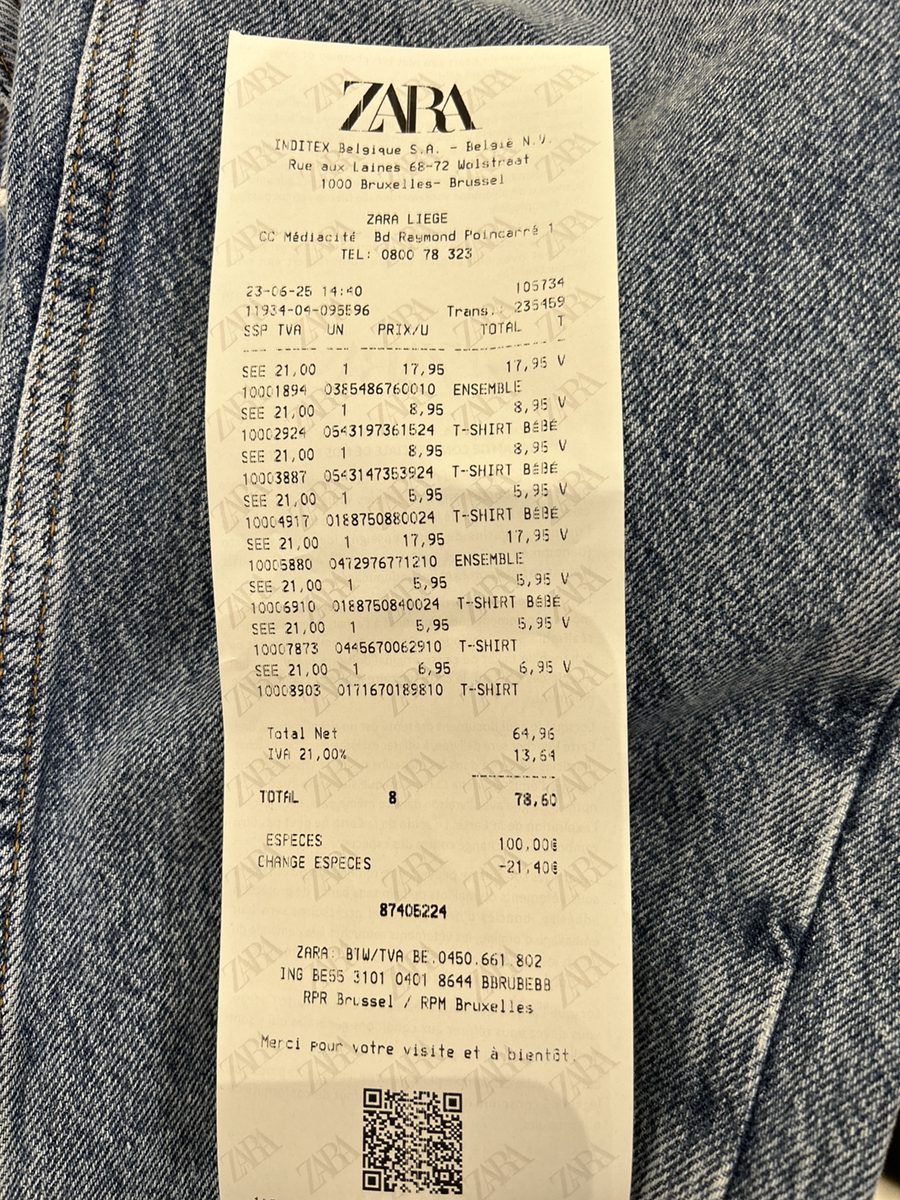 ZARA
INDITEX Belgique S.A. - België N.V.
Rue aux Laines 68-72 Wolstraat
1000 Bruxelles- Brussel
ZARA LIEGE
CC Médiacité Bd Raymond Poincarré 1
TEL: 0800 78 323
23-06-25 14:40 105734
11934-04-095596 Trans.: 235459
SSP TVA UN PRIX/U TOTAL T
SEE 21,00 1 17,95 17,95 V
10001894 0385486760010 ENSEMBLE
SEE 21,00 1 8,95 8,95 V
10002924 0543197361524 T-SHIRT BÉBÉ
SEE 21,00 1 8,95 8,95 V
10003887 0543147353924 T-SHIRT BÉBÉ
SEE 21,00 1 5,95 5,95 V
10004917 0188750880024 T-SHIRT BÉBÉ
SEE 21,00 1 17,95 17,95 V
10005880 0472976771210 ENSEMBLE
SEE 21,00 1 5,95 5,95 V
10006910 0188750840024 T-SHIRT BÉBÉ
SEE 21,00 1 5,95 5,95 V
10007873 0445670062910 T-SHIRT
SEE 21,00 1 6,95 6,95 V
10008903 0171670189810 T-SHIRT
Total Net 64,96
IVA 21,00% 13,64
TOTAL 8 78,60
ESPECES 100,00€
CHANGE ESPECES -21,40€
87405224
ZARA: BTW/TVA BE.0450.661.802
ING BE55 3101 0401 8644 BBRUBEBB
RPR Brussel / RPM Bruxelles
Merci pour votre visite et à bientôt.